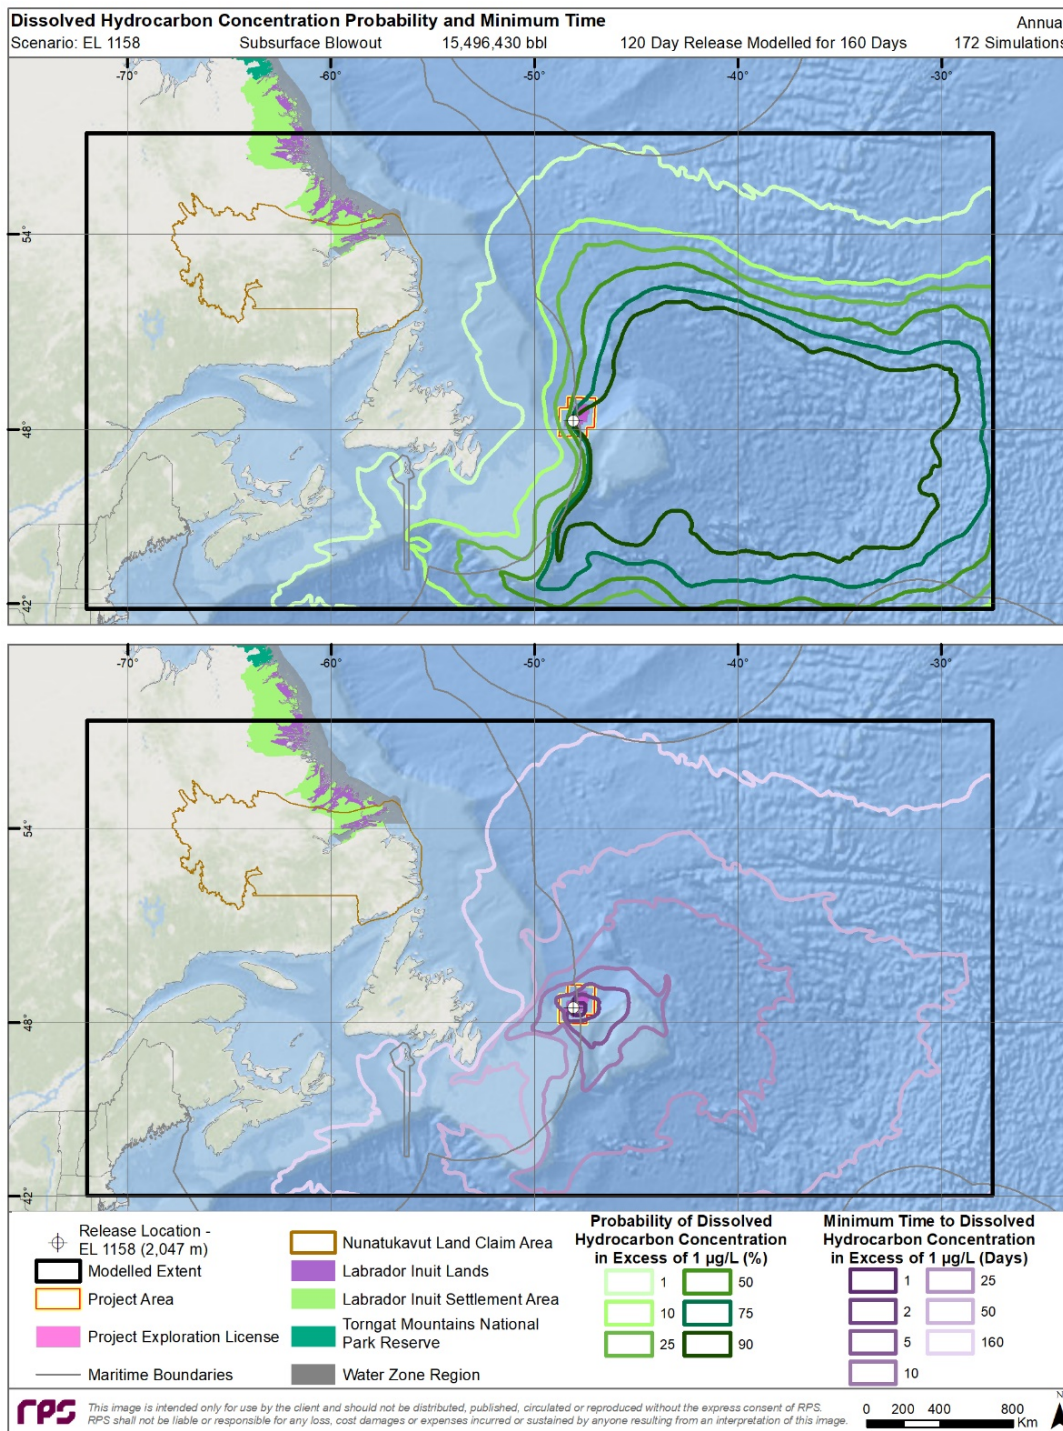 Dissolved Hydrocarbon Concentration Probability and Minimum Time Annual
Scenario: EL 1158 Subsurface Blowout 15,496,430 bbl 120 Day Release Modelled for 160 Days 172 Simulations
-70° -60° -50° -40° -30°
54°
48°
42°
-70° -60° -50° -40° -30°
54°
48°
42°
Release Location -
EL 1158 (2,047 m)
Modelled Extent
Project Area
Project Exploration License
Maritime Boundaries
Nunatukavut Land Claim Area
Labrador Inuit Lands
Labrador Inuit Settlement Area
Torngat Mountains National
Park Reserve
Water Zone Region
Probability of Dissolved
Hydrocarbon Concentration
in Excess of 1 µg/L (%)
1 50
10 75
25 90
Minimum Time to Dissolved
Hydrocarbon Concentration
in Excess of 1 µg/L (Days)
1 25
2 50
5 160
10
RPS
This image is intended only for use by the client and should not be distributed, published, circulated or reproduced without the express consent of RPS.
RPS shall not be liable or responsible for any loss, cost damages or expenses incurred or sustained by anyone resulting from an interpretation of this image.
0 200 400 800
Km
N